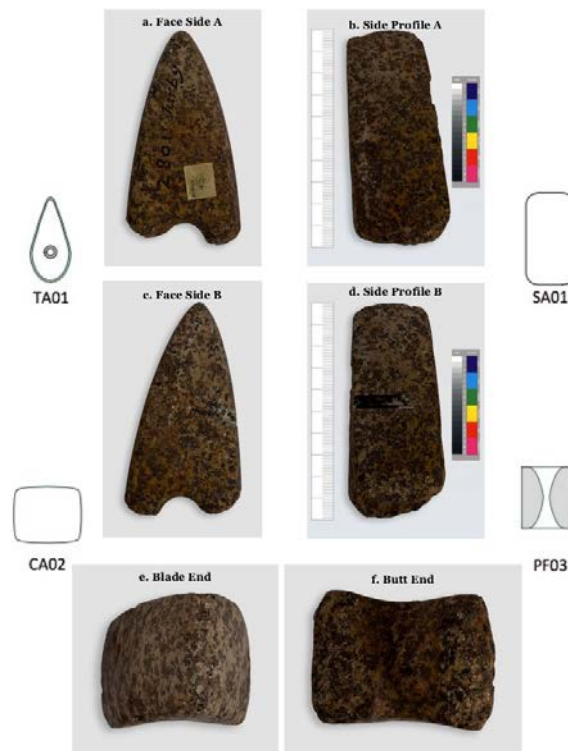 a. Face Side A
b. Side Profile A
TA01
SA01
c. Face Side B
d. Side Profile B
CA02
PF03
e. Blade End
f. Butt End